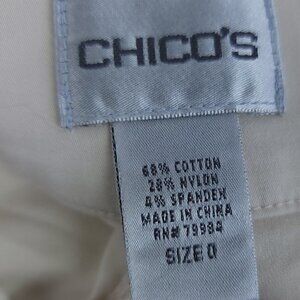 CHICO'S
68% COTTON
28% NYLON
4% SPANDEX
MADE IN CHINA
RN# 79984
SIZE 0